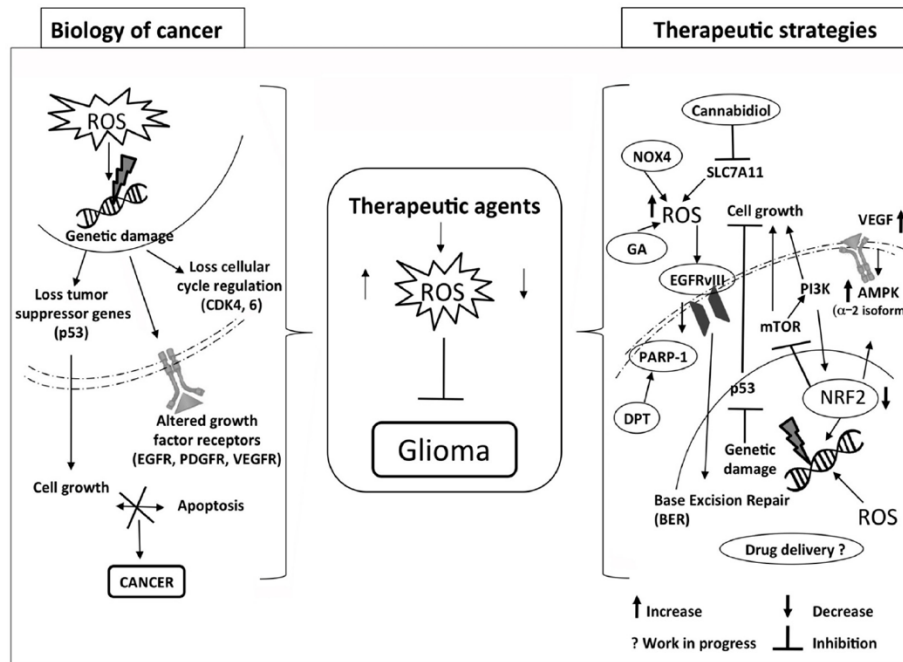 Biology of cancer
ROS
Genetic damage
Loss tumor
suppressor genes
(p53)
Loss cellular
cycle regulation
(CDK4, 6)
Altered growth
factor receptors
(EGFR, PDGFR, VEGFR)
Cell growth
Apoptosis
CANCER
Therapeutic agents
ROS
Glioma
Therapeutic strategies
Cannabidiol
NOX4
SLC7A11
ROS
Cell growth
VEGF
GA
EGFRvIII
PI3K
AMPK
(α-2 isoform)
mTOR
PARP-1
p53
NRF2
DPT
Genetic
damage
Base Excision Repair
(BER)
ROS
Drug delivery ?
Increase
Decrease
? Work in progress
Inhibition